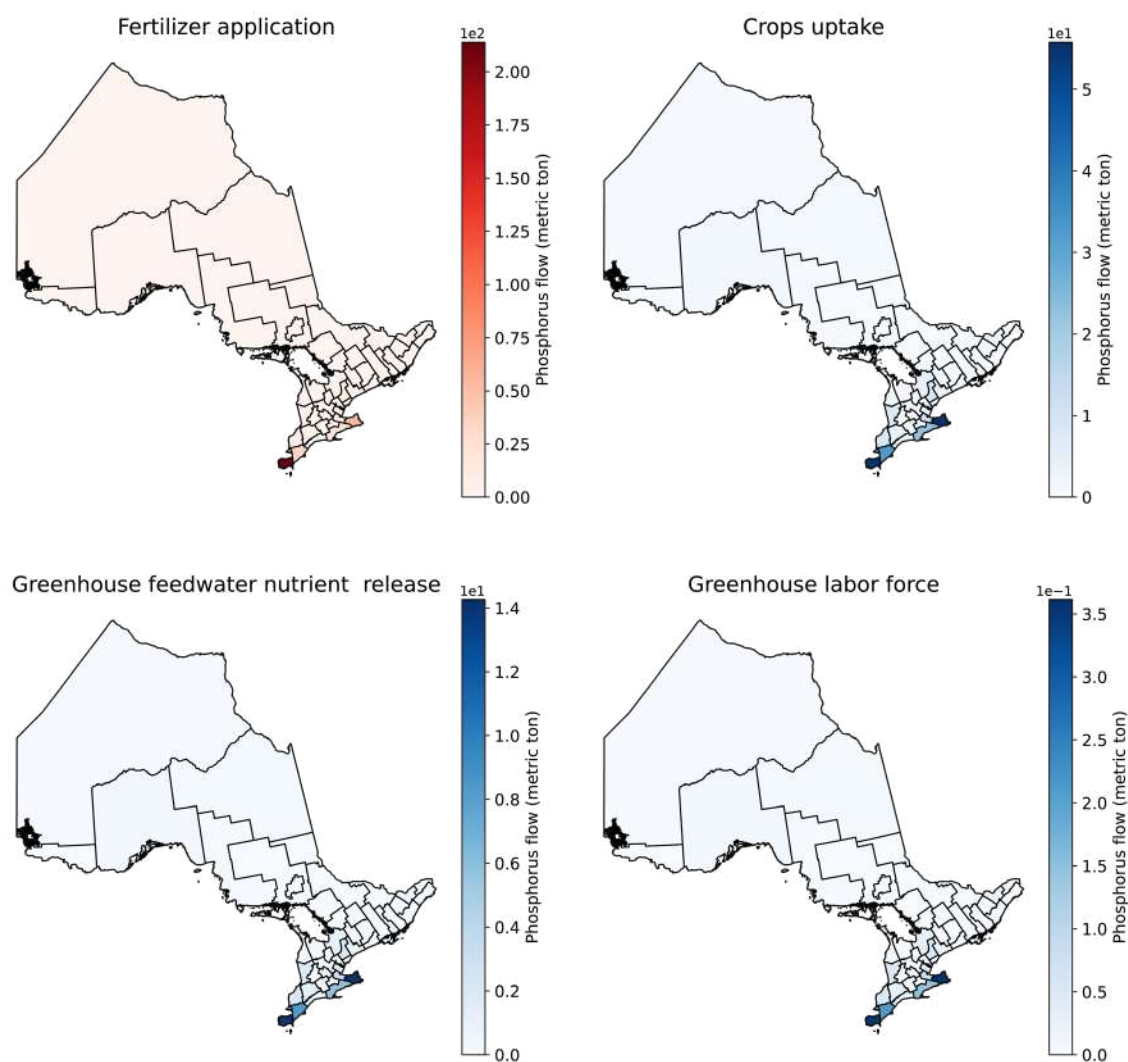 Fertilizer application
1e2
2.00
1.75
1.50
1.25
1.00
0.75
0.50
0.25
0.00
Phosphorus flow (metric ton)
Crops uptake
1e1
5
4
3
2
1
0
Phosphorus flow (metric ton)
Greenhouse feedwater nutrient  release
1e1
1.4
1.2
1.0
0.8
0.6
0.4
0.2
0.0
Phosphorus flow (metric ton)
Greenhouse labor force
1e−1
3.5
3.0
2.5
2.0
1.5
1.0
0.5
0.0
Phosphorus flow (metric ton)